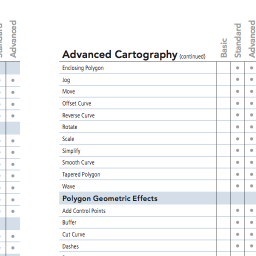 Advanced
Advanced Cartography (continued)
Basic
Standard
Advanced
Enclosing Polygon
Jog
Move
Offset Curve
Reverse Curve
Rotate
Scale
Simplify
Smooth Curve
Tapered Polygon
Wave
Polygon Geometric Effects
Add Control Points
Buffer
Cut Curve
Dashes